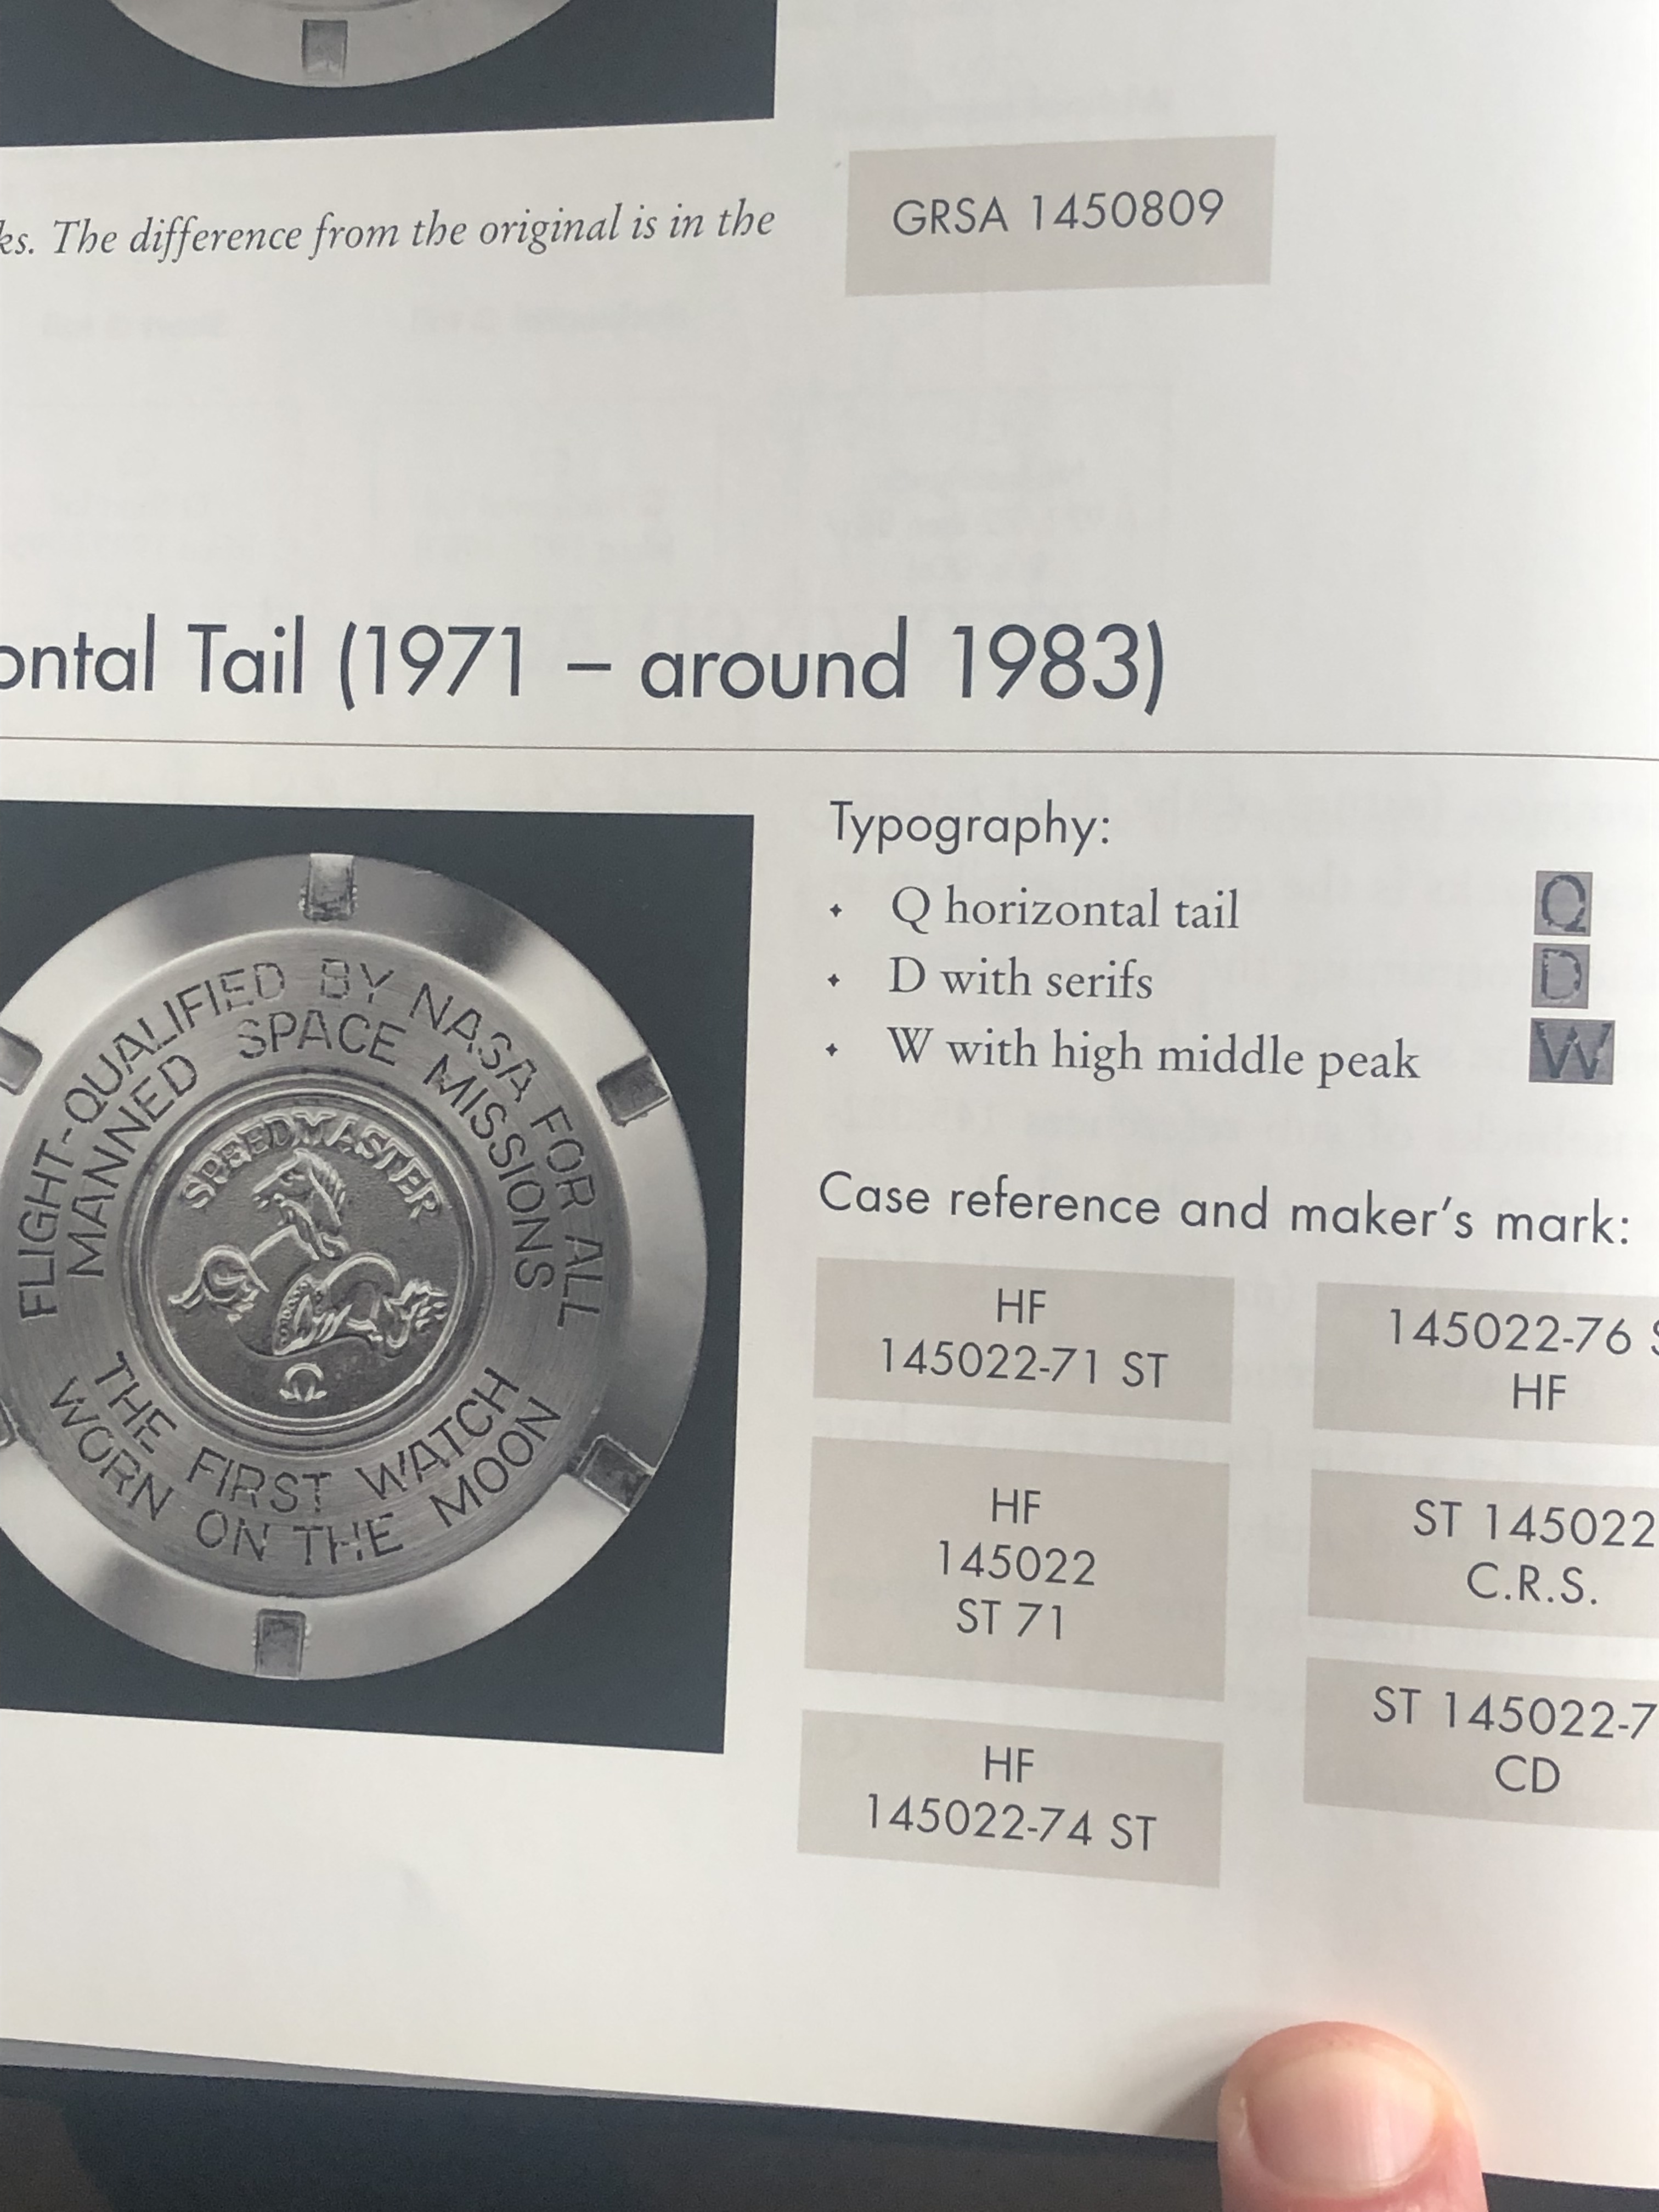 ks. The difference from the original is in the
GRSA 1450809
ontal Tail (1971 – around 1983)
FLIGHT-QUALIFIED BY NASA FOR ALL
MANNED SPACE MISSIONS
SPEEDMASTER
Ω
THE FIRST WATCH
WORN ON THE MOON
Typography:
Q horizontal tail
Q
D with serifs
D
W with high middle peak
W
Case reference and maker's mark:
HF
145022-71 ST
HF
145022
ST 71
HF
145022-74 ST
145022-76 S
HF
ST 145022
C.R.S.
ST 145022-7
CD